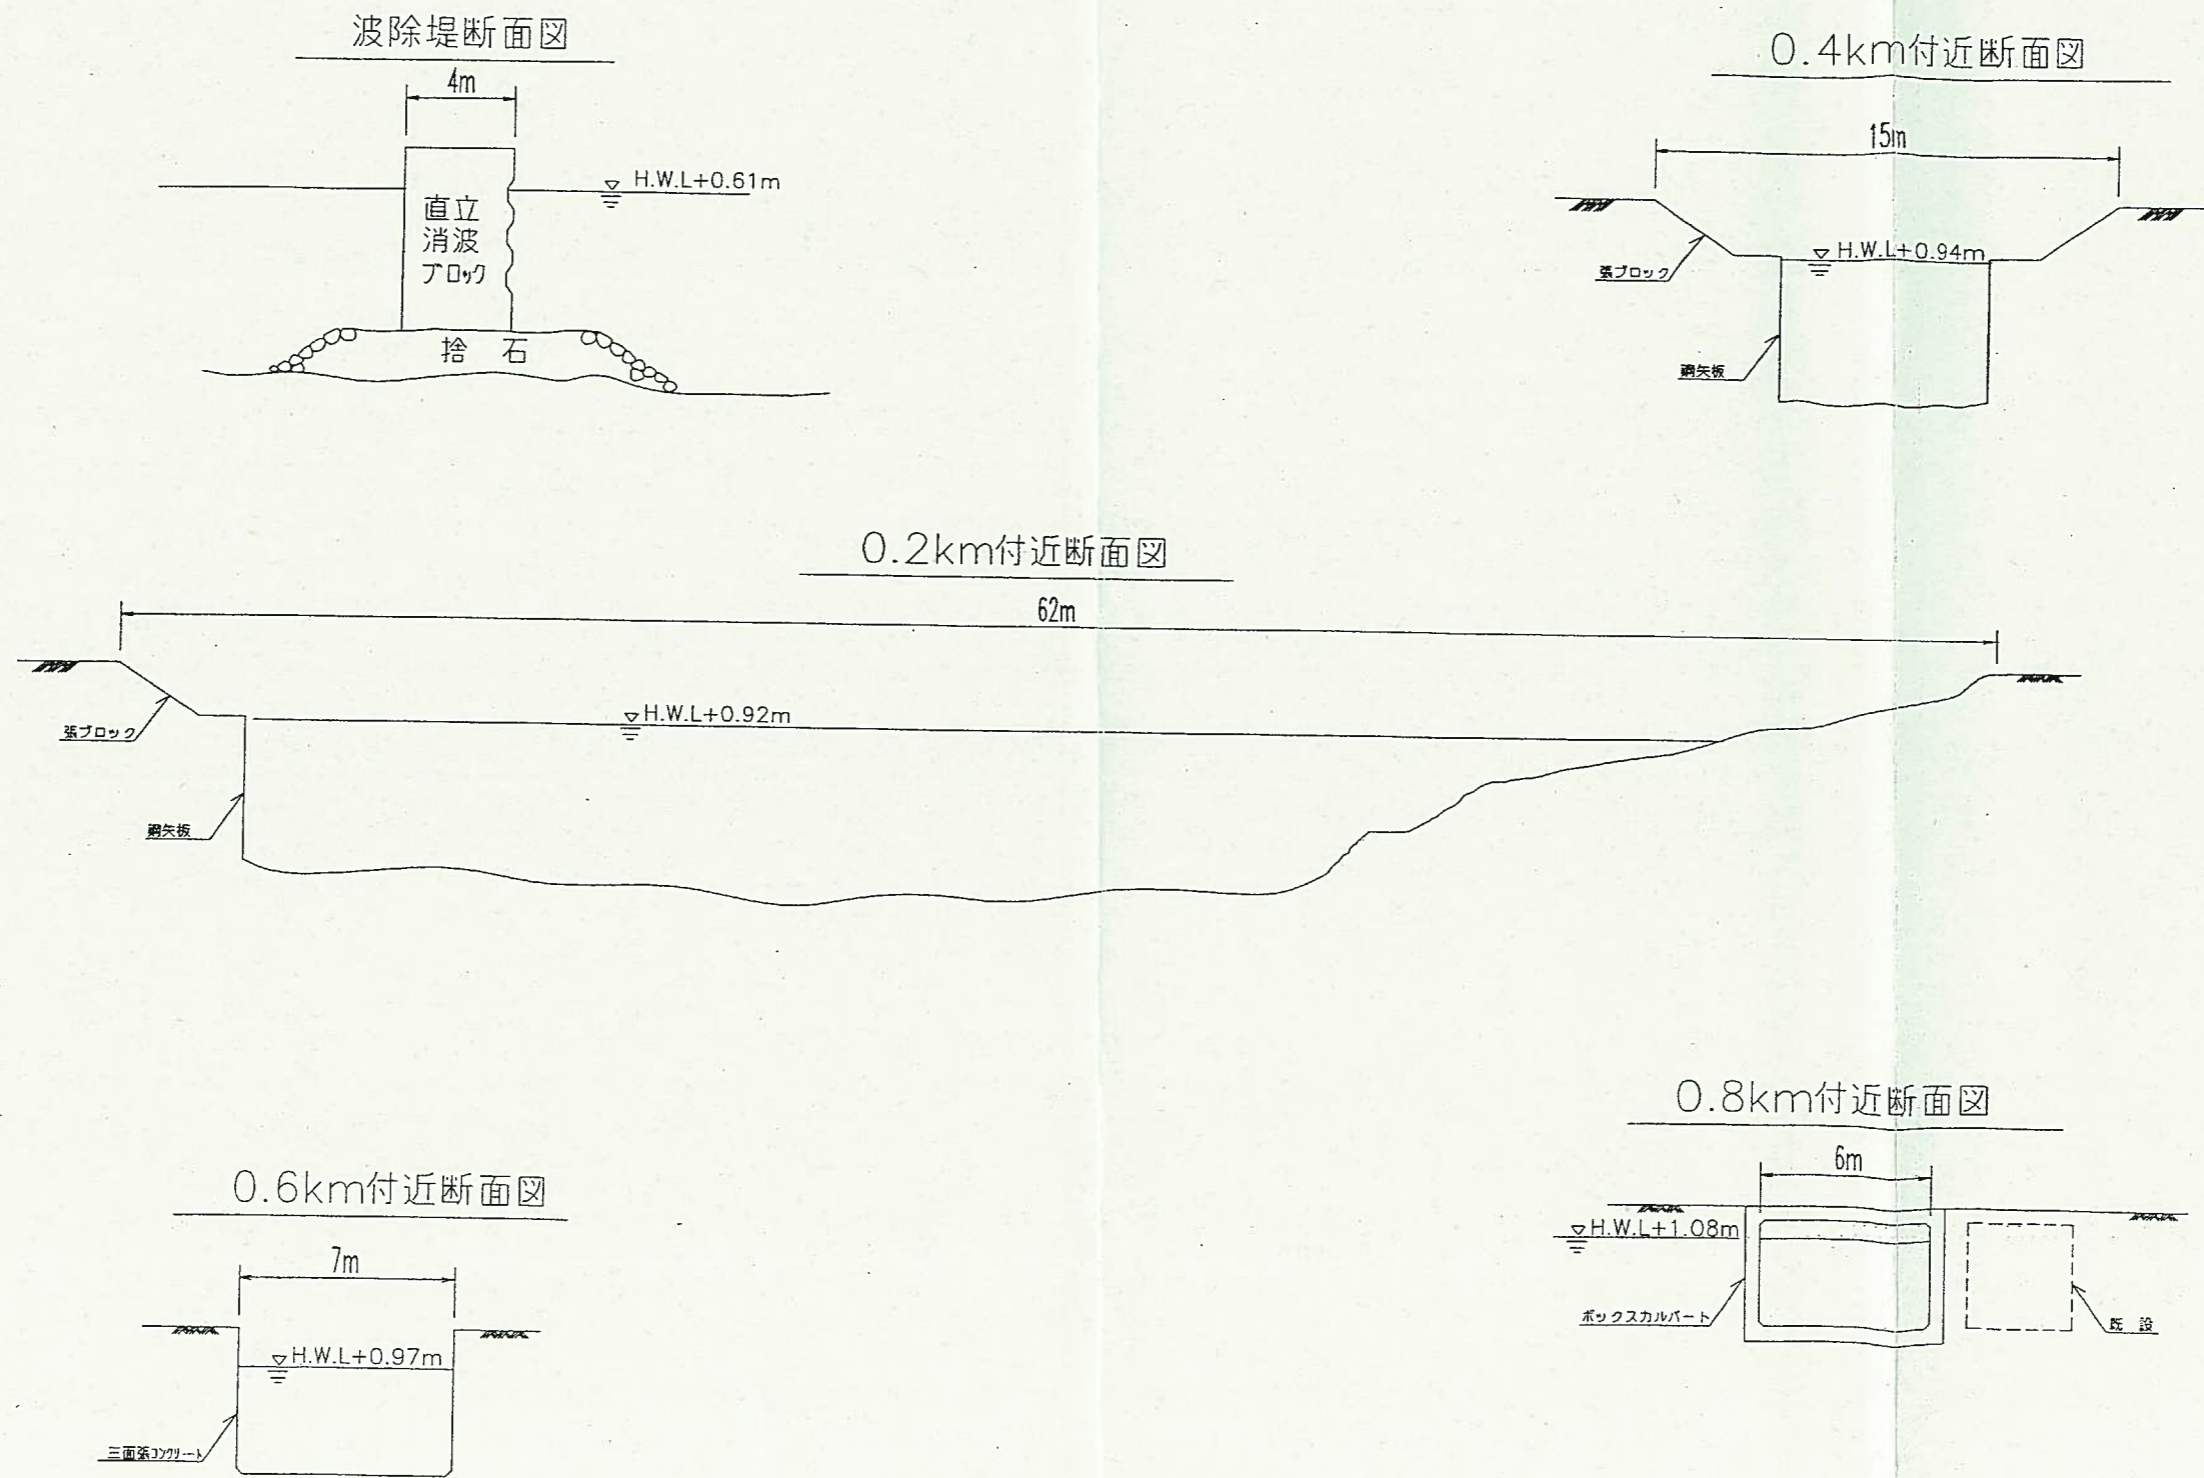 波除堤断面図
4m
H.W.L+0.61m
直立
消波
ブロック
捨 石
0.4km付近断面図
15m
H.W.L+0.94m
張ブロック
鋼矢板
0.2km付近断面図
62m
H.W.L+0.92m
張ブロック
鋼矢板
0.6km付近断面図
7m
H.W.L+0.97m
三面張コンクリート
0.8km付近断面図
6m
H.W.L+1.08m
ボックスカルバート
既 設